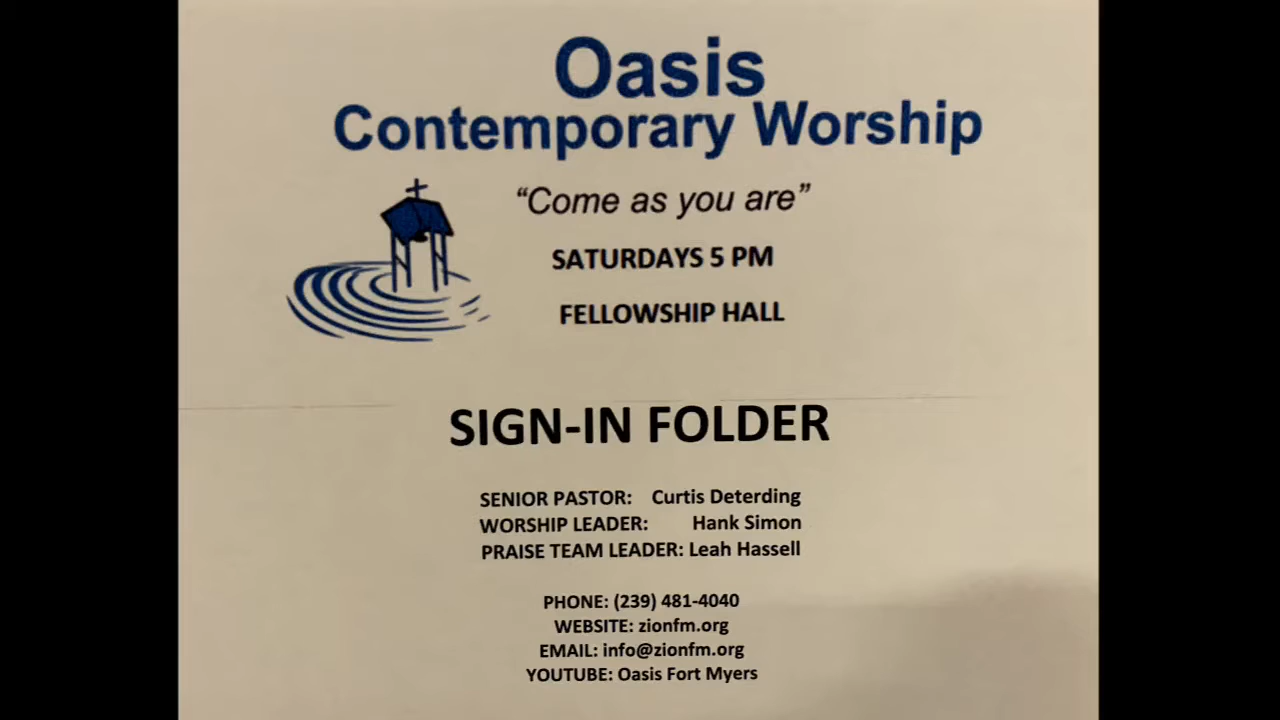 Oasis
Contemporary Worship
“Come as you are”
SATURDAYS 5 PM
FELLOWSHIP HALL
SIGN-IN FOLDER
SENIOR PASTOR: Curtis Deterding
WORSHIP LEADER: Hank Simon
PRAISE TEAM LEADER: Leah Hassell
PHONE: (239) 481-4040
WEBSITE: zionfm.org
EMAIL: info@zionfm.org
YOUTUBE: Oasis Fort Myers